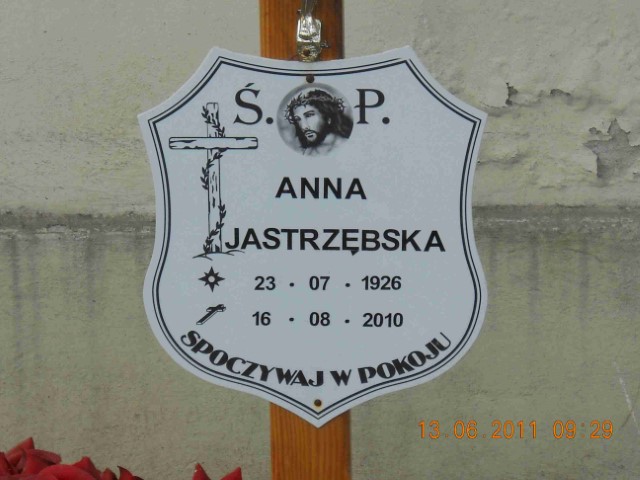 Ś. P.
ANNA
JASTRZĘBSKA
23 · 07 · 1926
16 · 08 · 2010
SPOCZYWAJ W POKOJU
13.08.2011 09:29